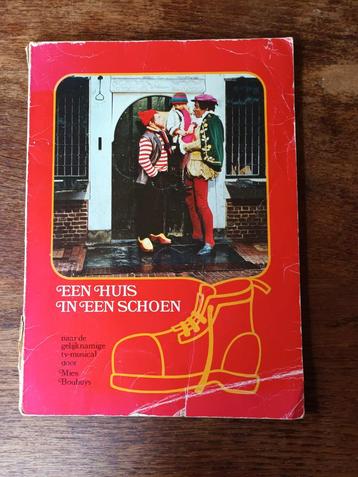 EEN HUIS
IN EEN SCHOEN
naar de
gelijknamige
tv-musical
door
Mies
Bouhuys